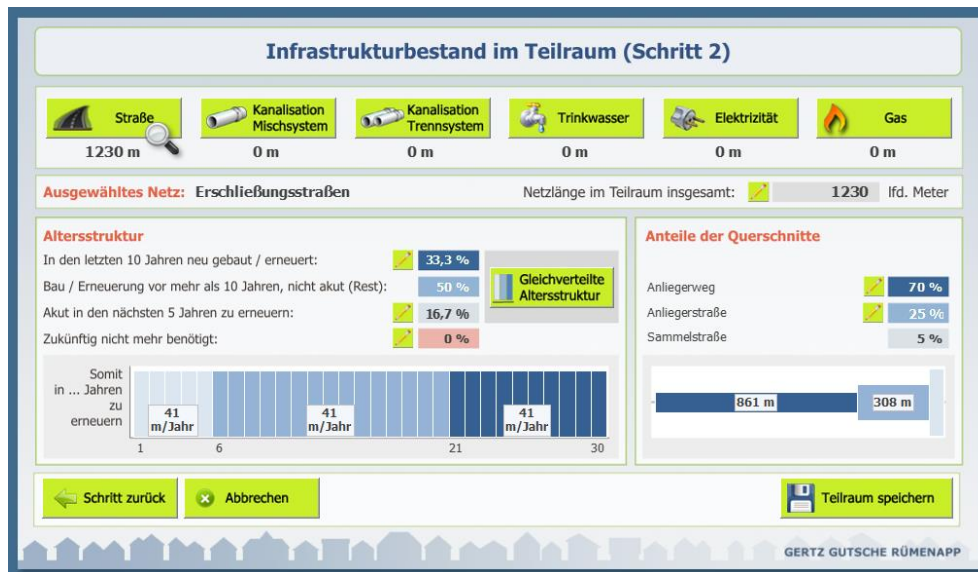 Infrastrukturbestand im Teilraum (Schritt 2)
Straße
Kanalisation
Mischsystem
Kanalisation
Trennsystem
Trinkwasser
Elektrizität
Gas
1230 m
0 m
0 m
0 m
0 m
0 m
Ausgewähltes Netz: Erschließungsstraßen
Netzlänge im Teilraum insgesamt: 1230 lfd. Meter
Altersstruktur
In den letzten 10 Jahren neu gebaut / erneuert: 33,3 %
Bau / Erneuerung vor mehr als 10 Jahren, nicht akut (Rest): 50 %
Akut in den nächsten 5 Jahren zu erneuern: 16,7 %
Zukünftig nicht mehr benötigt: 0 %
Gleichverteilte
Altersstruktur
Somit
in ... Jahren
zu
erneuern
41
m/Jahr
41
m/Jahr
41
m/Jahr
1 6 21 30
Anteile der Querschnitte
Anliegerweg 70 %
Anliegerstraße 25 %
Sammelstraße 5 %
861 m 308 m
Schritt zurück
Abbrechen
Teilraum speichern
GERTZ GUTSCHE RÜMENAPP